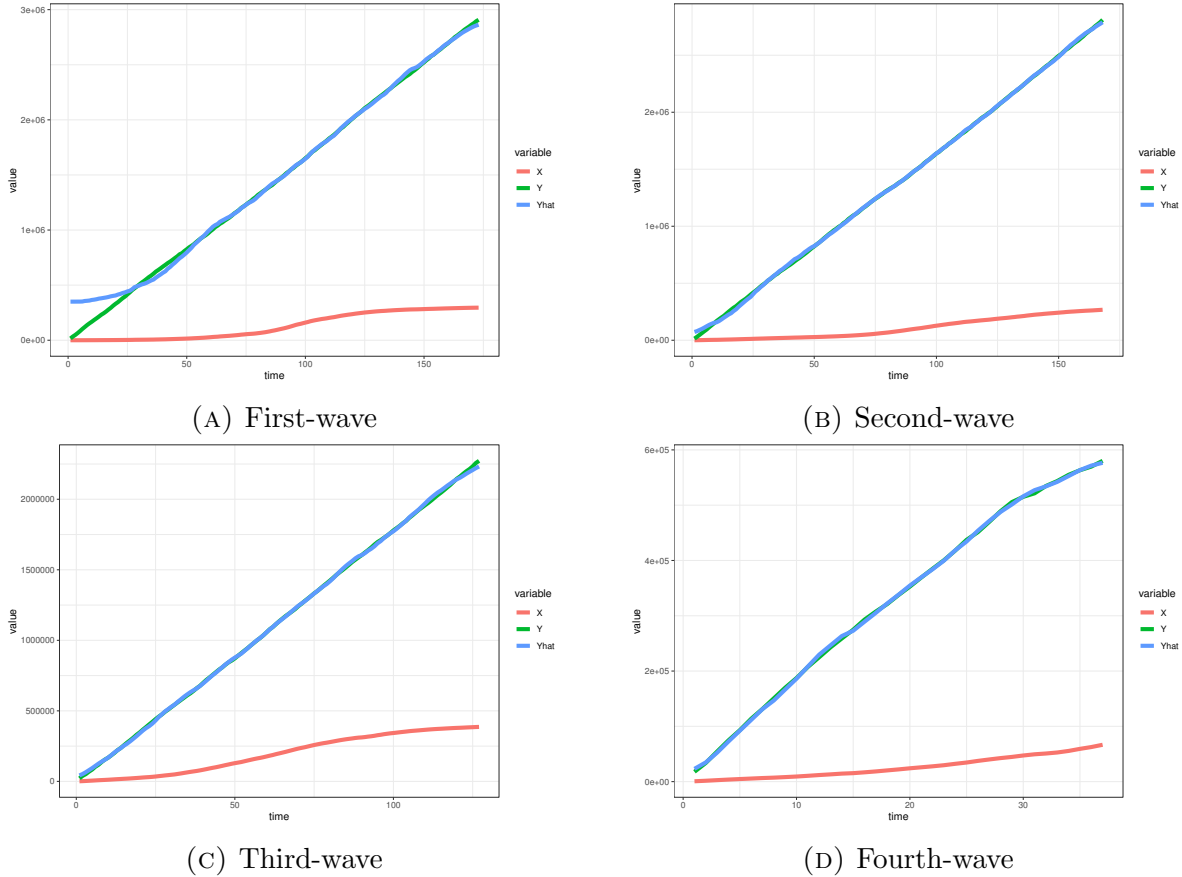 3e+06
2e+06
1e+06
0e+00
value
0
50
100
150
time
variable
X
Y
Yhat
(A) First-wave
2e+06
1e+06
0e+00
value
0
50
100
150
time
variable
X
Y
Yhat
(B) Second-wave
2000000
1500000
1000000
500000
0
value
0
50
100
time
variable
X
Y
Yhat
(C) Third-wave
6e+05
4e+05
2e+05
0e+00
value
0
10
20
30
time
variable
X
Y
Yhat
(D) Fourth-wave